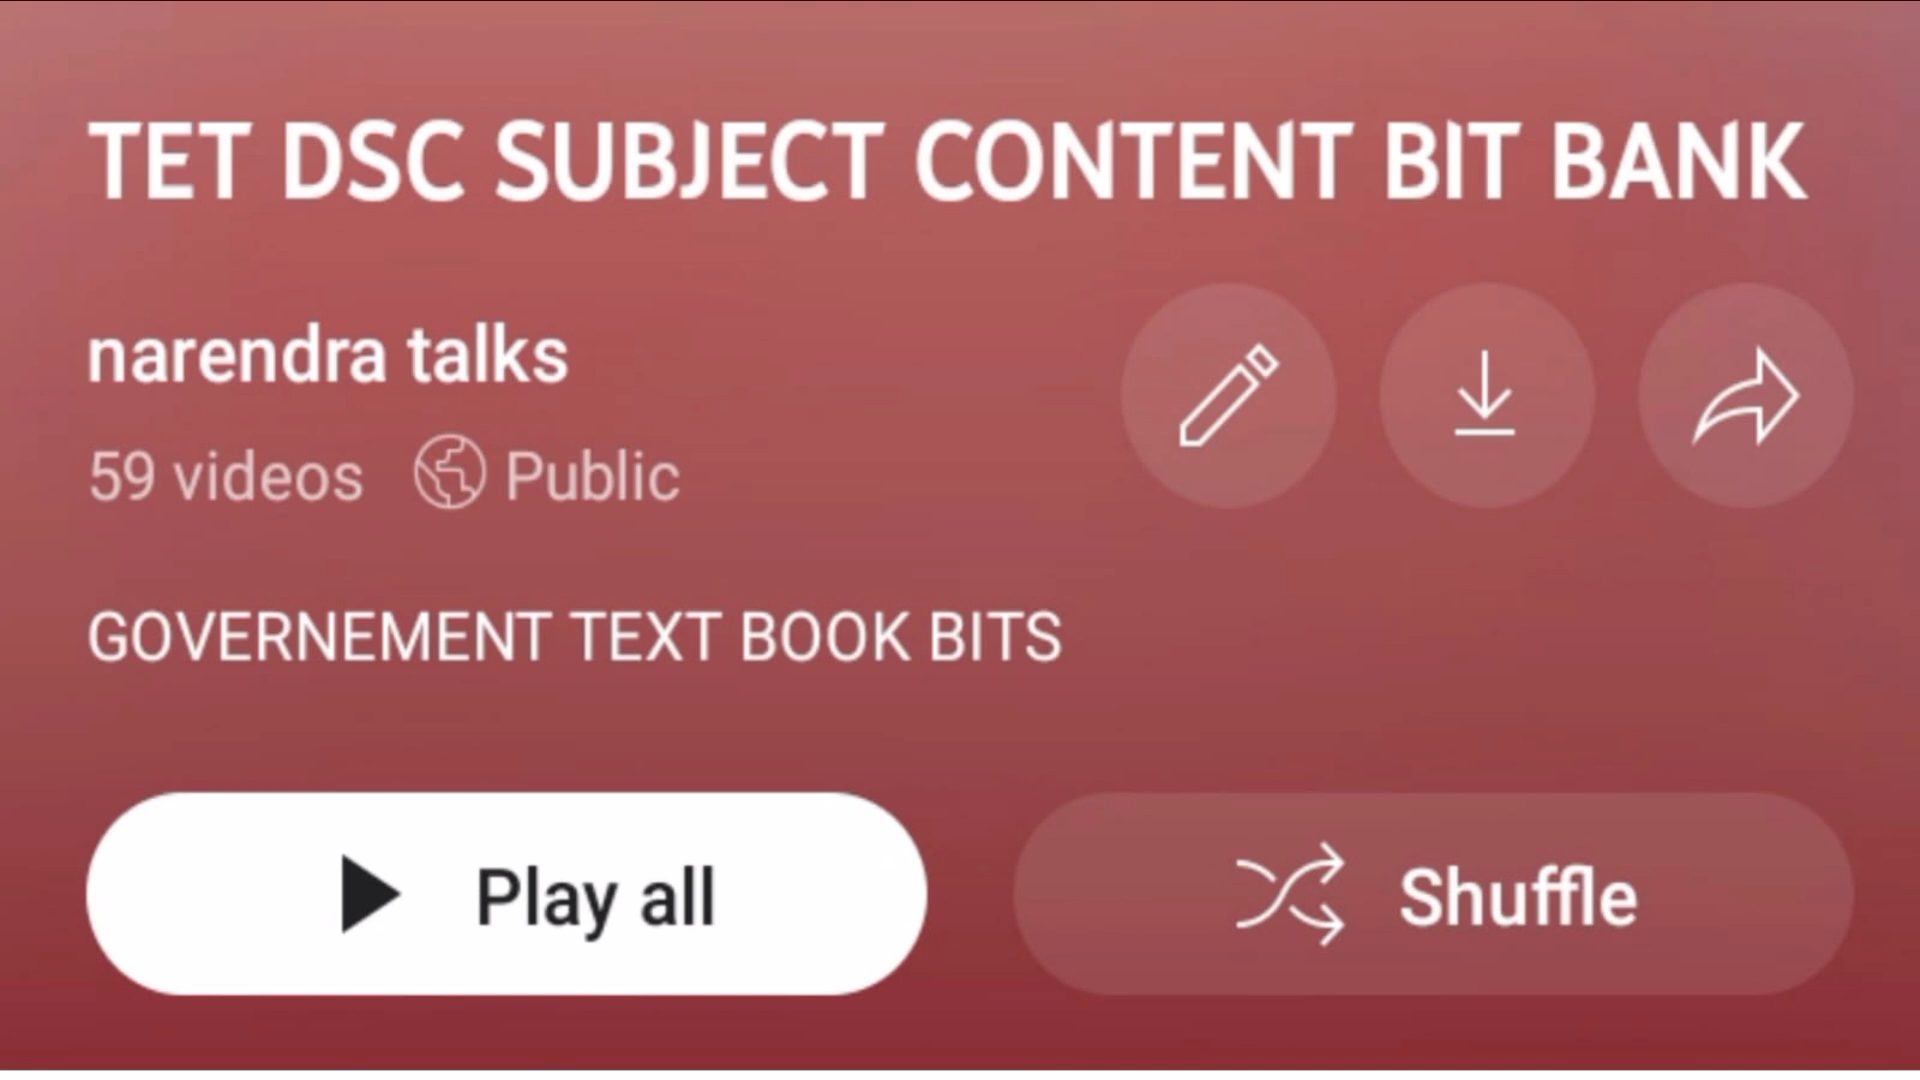 TET DSC SUBJECT CONTENT BIT BANK
narendra talks
59 videos Public
GOVERNEMENT TEXT BOOK BITS
Play all Shuffle